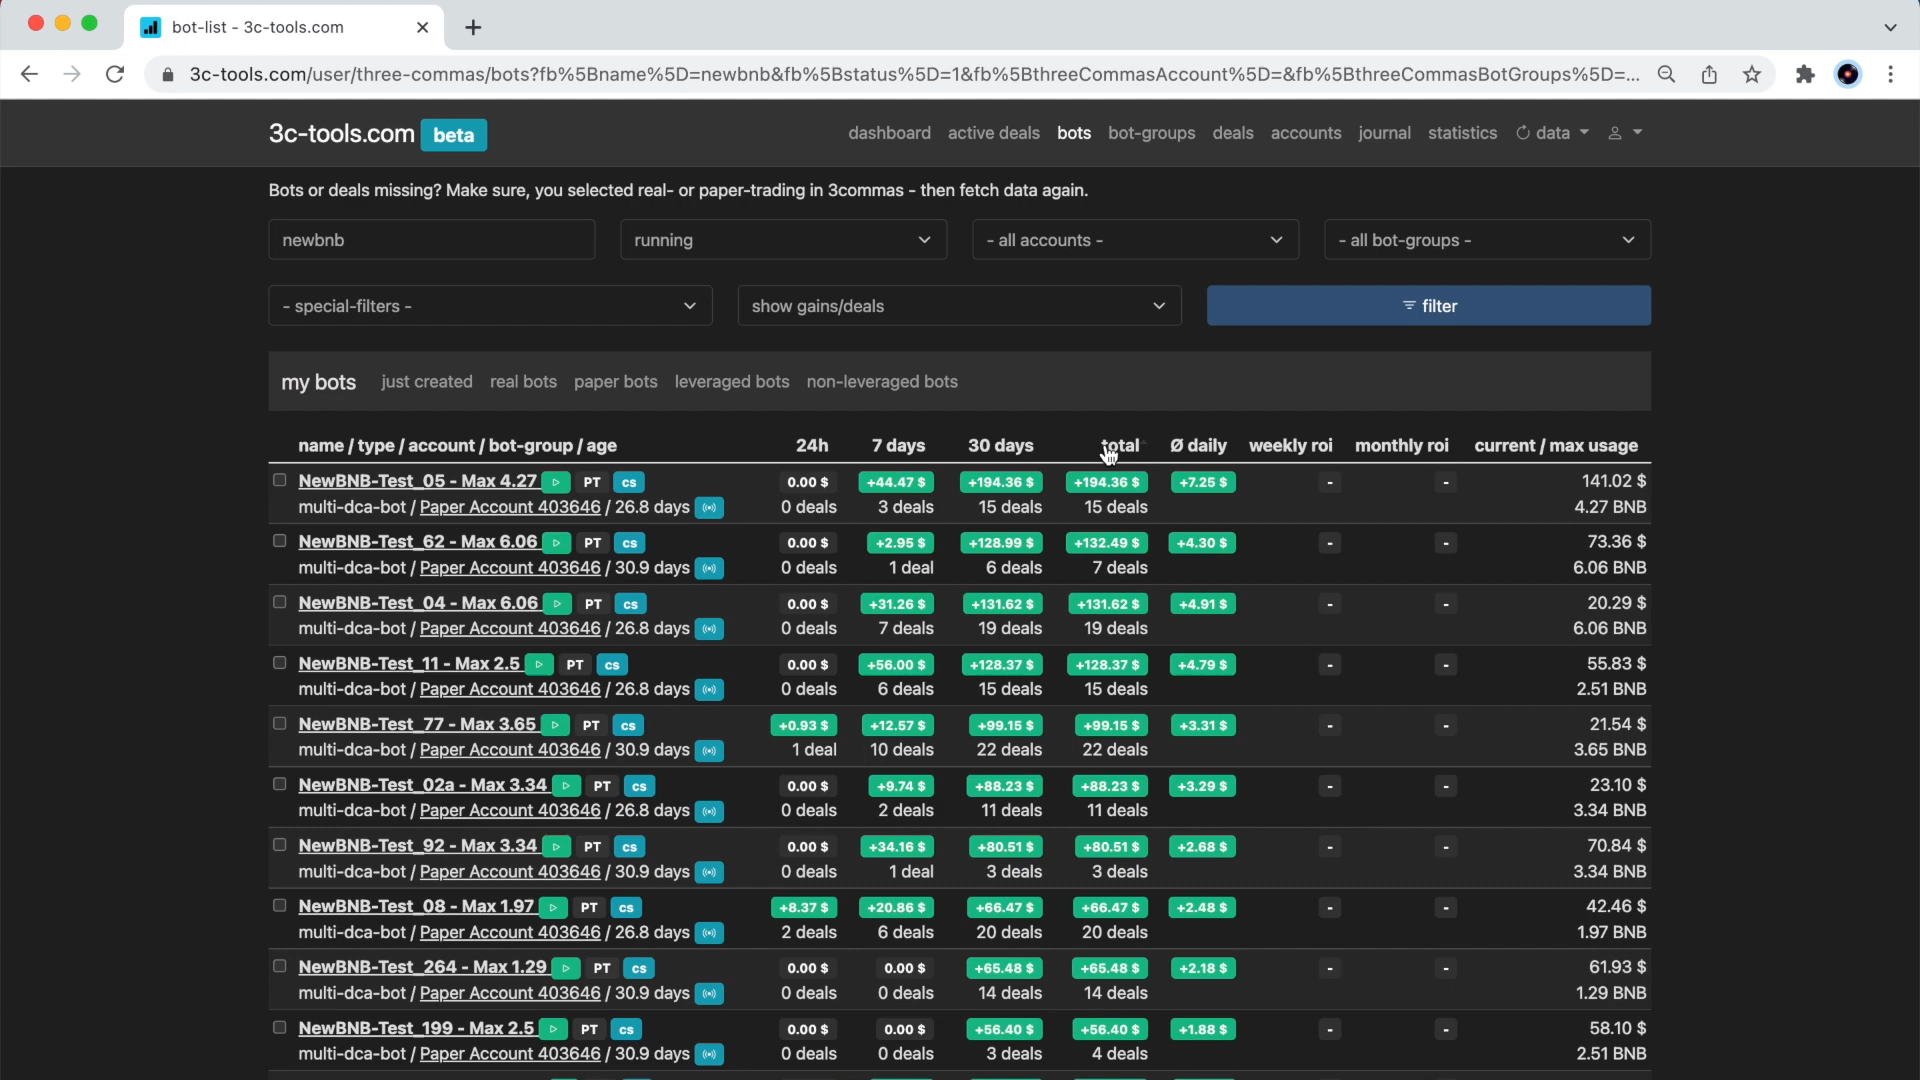 bot-list - 3c-tools.com
3c-tools.com/user/three-commas/bots?fb%5Bname%5D=newbnb&fb%5Bstatus%5D=1&fb%5BthreeCommasAccount%5D=&fb%5BthreeCommasBotGroups%5D=...
3c-tools.com beta dashboard active deals bots bot-groups deals accounts journal statistics data
Bots or deals missing? Make sure, you selected real- or paper-trading in 3commas - then fetch data again.
newbnb running - all accounts - - all bot-groups -
- special-filters - show gains/deals filter
my bots just created real bots paper bots leveraged bots non-leveraged bots
name / type / account / bot-group / age 24h 7 days 30 days total Ø daily weekly roi monthly roi current / max usage
NewBNB-Test_05 - Max 4.27 PT cs 0.00 $ +44.47 $ +194.36 $ +194.36 $ +7.25 $ - - 141.02 $
multi-dca-bot / Paper Account 403646 / 26.8 days 0 deals 3 deals 15 deals 15 deals 4.27 BNB
NewBNB-Test_62 - Max 6.06 PT cs 0.00 $ +2.95 $ +128.99 $ +132.49 $ +4.30 $ - - 73.36 $
multi-dca-bot / Paper Account 403646 / 30.9 days 0 deals 1 deal 6 deals 7 deals 6.06 BNB
NewBNB-Test_04 - Max 6.06 PT cs 0.00 $ +31.26 $ +131.62 $ +131.62 $ +4.91 $ - - 20.29 $
multi-dca-bot / Paper Account 403646 / 26.8 days 0 deals 7 deals 19 deals 19 deals 6.06 BNB
NewBNB-Test_11 - Max 2.5 PT cs 0.00 $ +56.00 $ +128.37 $ +128.37 $ +4.79 $ - - 55.83 $
multi-dca-bot / Paper Account 403646 / 26.8 days 0 deals 6 deals 15 deals 15 deals 2.51 BNB
NewBNB-Test_77 - Max 3.65 PT cs +0.93 $ +12.57 $ +99.15 $ +99.15 $ +3.31 $ - - 21.54 $
multi-dca-bot / Paper Account 403646 / 30.9 days 1 deal 10 deals 22 deals 22 deals 3.65 BNB
NewBNB-Test_02a - Max 3.34 PT cs 0.00 $ +9.74 $ +88.23 $ +88.23 $ +3.29 $ - - 23.10 $
multi-dca-bot / Paper Account 403646 / 26.8 days 0 deals 2 deals 11 deals 11 deals 3.34 BNB
NewBNB-Test_92 - Max 3.34 PT cs 0.00 $ +34.16 $ +80.51 $ +80.51 $ +2.68 $ - - 70.84 $
multi-dca-bot / Paper Account 403646 / 30.9 days 0 deals 1 deal 3 deals 3 deals 3.34 BNB
NewBNB-Test_08 - Max 1.97 PT cs +8.37 $ +20.86 $ +66.47 $ +66.47 $ +2.48 $ - - 42.46 $
multi-dca-bot / Paper Account 403646 / 26.8 days 2 deals 6 deals 20 deals 20 deals 1.97 BNB
NewBNB-Test_264 - Max 1.29 PT cs 0.00 $ 0.00 $ +65.48 $ +65.48 $ +2.18 $ - - 61.93 $
multi-dca-bot / Paper Account 403646 / 30.9 days 0 deals 0 deals 14 deals 14 deals 1.29 BNB
NewBNB-Test_199 - Max 2.5 PT cs 0.00 $ 0.00 $ +56.40 $ +56.40 $ +1.88 $ - - 58.10 $
multi-dca-bot / Paper Account 403646 / 30.9 days 0 deals 0 deals 3 deals 4 deals 2.51 BNB